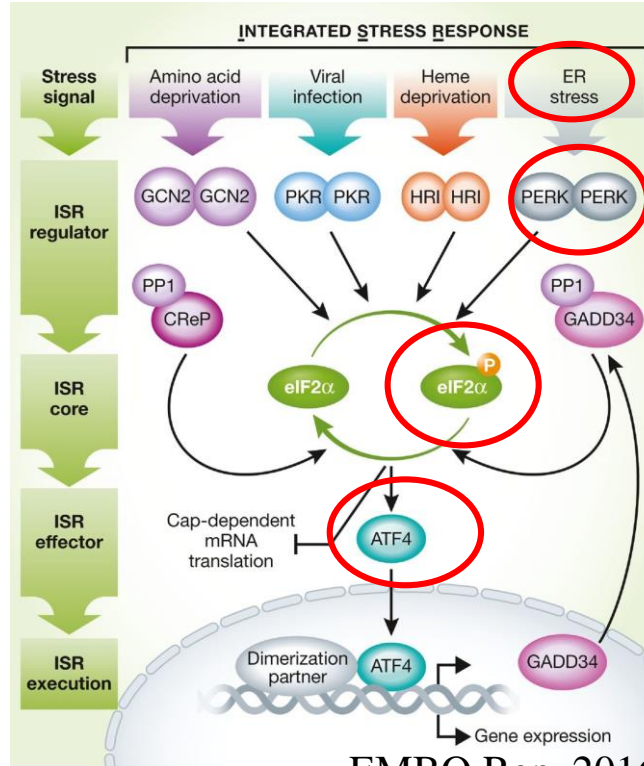 INTEGRATED STRESS RESPONSE
Stress
signal
Amino acid
deprivation
Viral
infection
Heme
deprivation
ER
stress
ISR
regulator
GCN2 GCN2
PKR PKR
HRI HRI
PERK PERK
PP1
CReP
PP1
GADD34
ISR
core
eIF2α
eIF2α
P
ISR
effector
Cap-dependent
mRNA
translation
ATF4
ISR
execution
Dimerization
partner
ATF4
GADD34
Gene expression